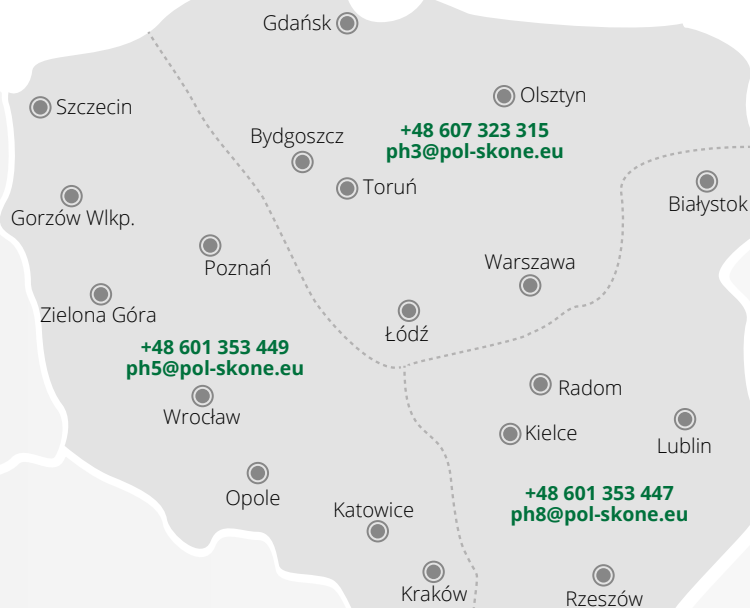 Gdańsk
Olsztyn
Szczecin
+48 607 323 315
ph3@pol-skone.eu
Bydgoszcz
Toruń
Białystok
Gorzów Wlkp.
Poznań
Warszawa
Zielona Góra
Łódź
+48 601 353 449
ph5@pol-skone.eu
Radom
Wrocław
Kielce
Lublin
Opole
+48 601 353 447
ph8@pol-skone.eu
Katowice
Kraków
Rzeszów